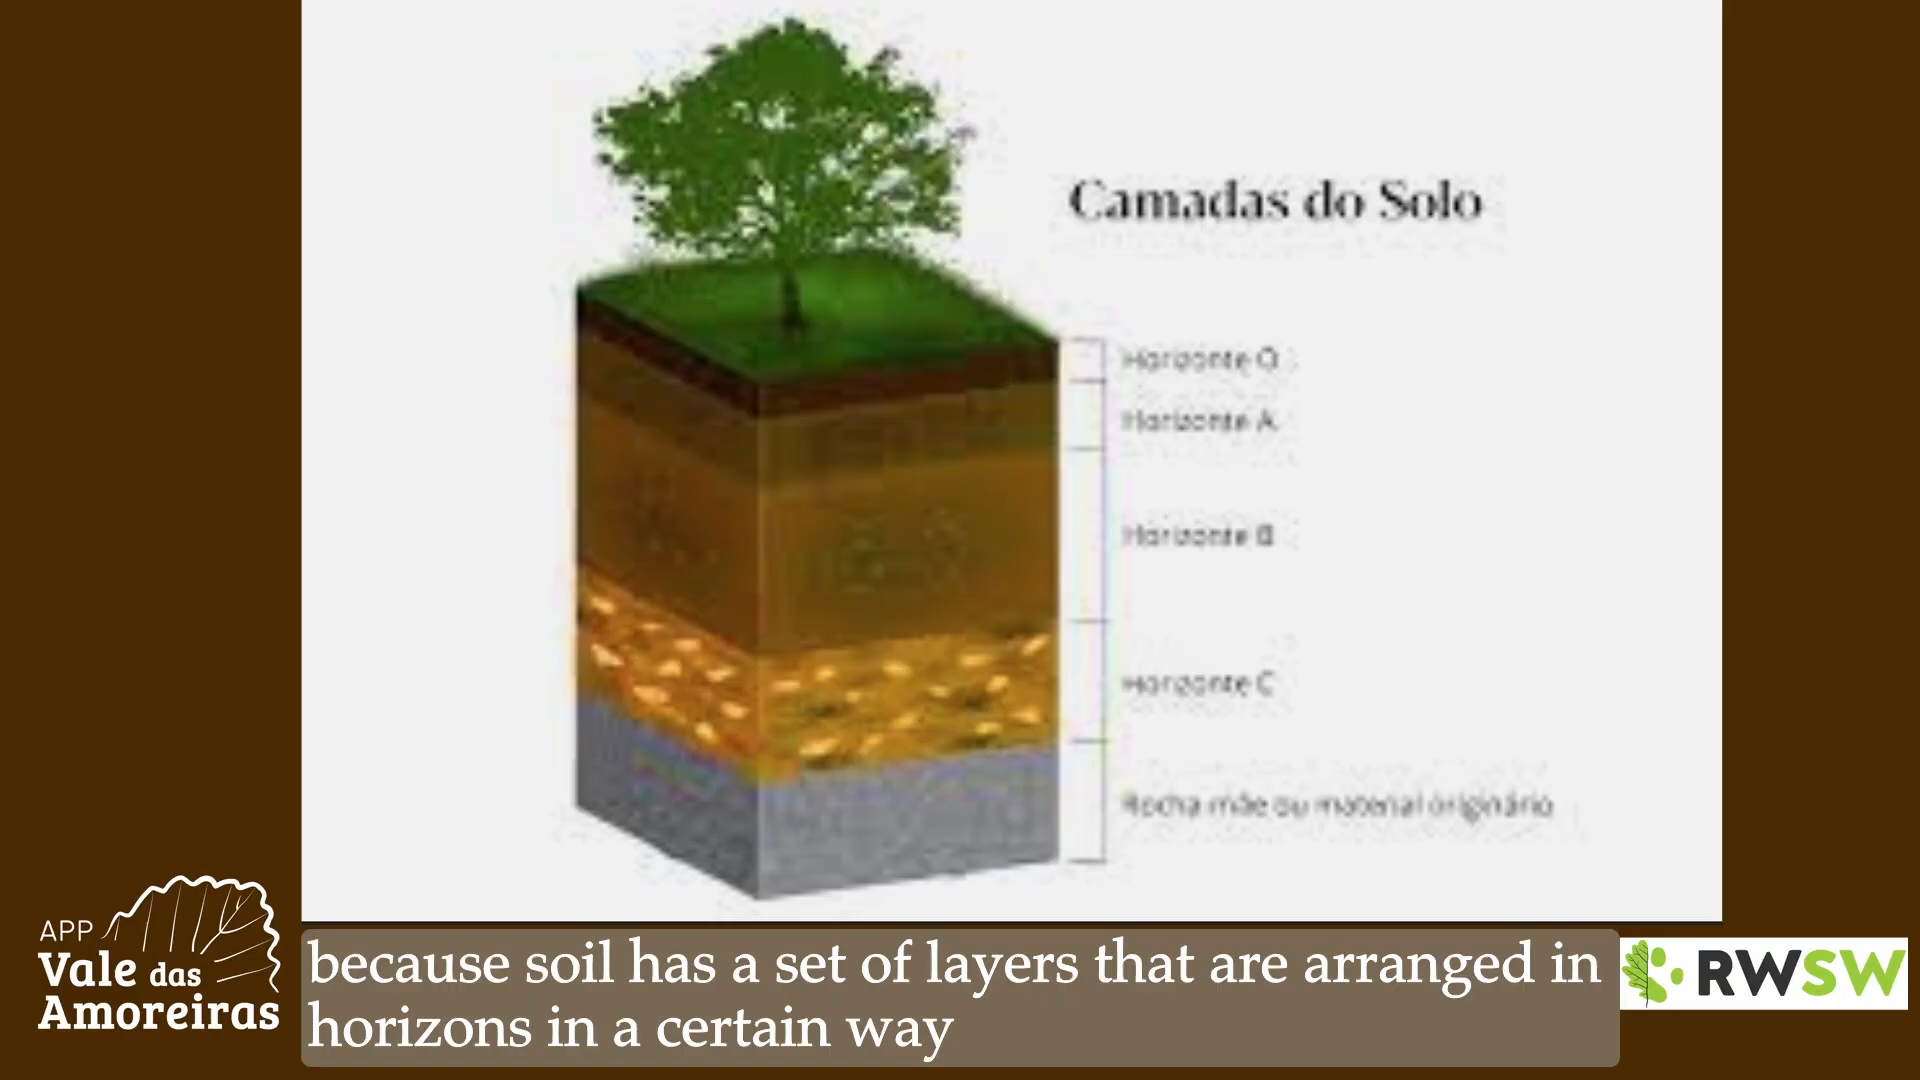 Camadas do Solo
Horizonte O
Horizonte A
Horizonte B
Horizonte C
Rocha mãe ou material originário
APP
Vale das
Amoreiras
because soil has a set of layers that are arranged in
horizons in a certain way
RWSW